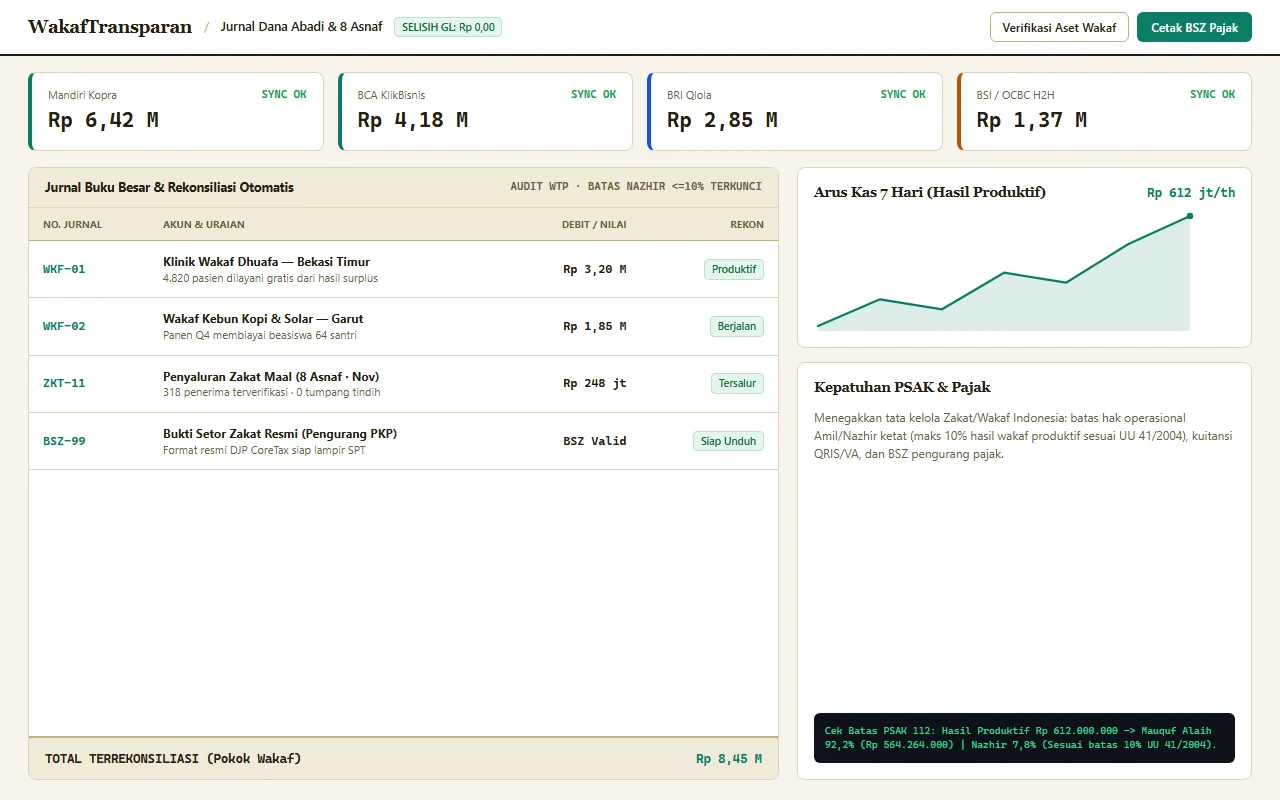 WakafTransparan / Jurnal Dana Abadi & 8 Asnaf SELISIH GL: Rp 0,00 Verifikasi Aset Wakaf Cetak BSZ Pajak
Mandiri Kopra SYNC OK
Rp 6,42 M
BCA KlikBisnis SYNC OK
Rp 4,18 M
BRI Qlola SYNC OK
Rp 2,85 M
BSI / OCBC H2H SYNC OK
Rp 1,37 M
Jurnal Buku Besar & Rekonsiliasi Otomatis AUDIT WTP · BATAS NAZHIR <=10% TERKUNCI
NO. JURNAL AKUN & URAIAN DEBIT / NILAI REKON
WKF-01 Klinik Wakaf Dhuafa — Bekasi Timur Rp 3,20 M Produktif
4.820 pasien dilayani gratis dari hasil surplus
WKF-02 Wakaf Kebun Kopi & Solar — Garut Rp 1,85 M Berjalan
Panen Q4 membiayai beasiswa 64 santri
ZKT-11 Penyaluran Zakat Maal (8 Asnaf · Nov) Rp 248 jt Tersalur
318 penerima terverifikasi · 0 tumpang tindih
BSZ-99 Bukti Setor Zakat Resmi (Pengurang PKP) BSZ Valid Siap Unduh
Format resmi DJP CoreTax siap lampir SPT
TOTAL TERREKONSILIASI (Pokok Wakaf) Rp 8,45 M
Arus Kas 7 Hari (Hasil Produktif) Rp 612 jt/th
Kepatuhan PSAK & Pajak
Menegakkan tata kelola Zakat/Wakaf Indonesia: batas hak operasional
Amil/Nazhir ketat (maks 10% hasil wakaf produktif sesuai UU 41/2004), kuitansi
QRIS/VA, dan BSZ pengurang pajak.
Cek Batas PSAK 112: Hasil Produktif Rp 612.000.000 -> Mauquf Alaih
92,2% (Rp 564.264.000) | Nazhir 7,8% (Sesuai batas 10% UU 41/2004).